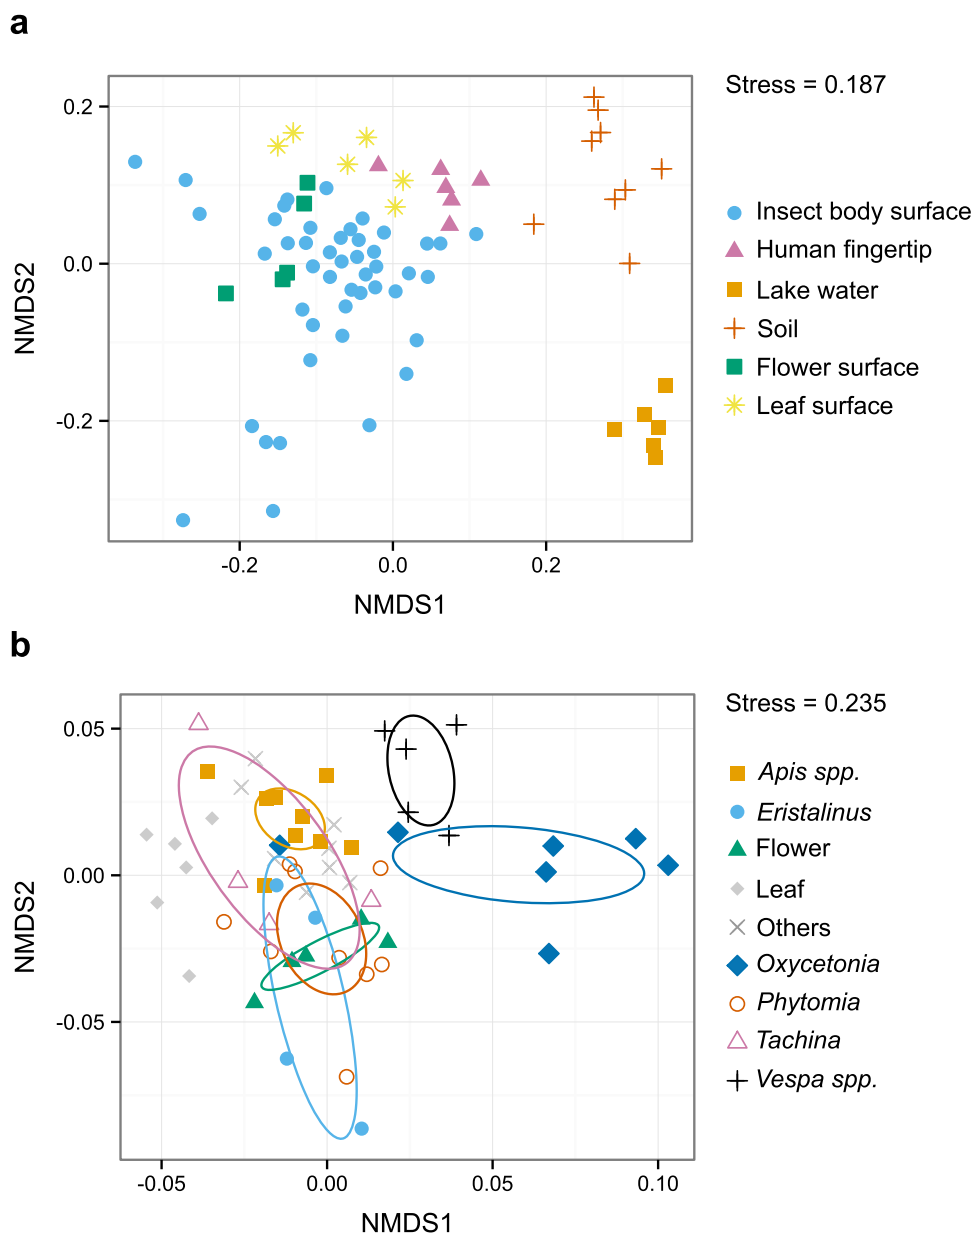 a
Stress = 0.187
0.2
0.0
-0.2
NMDS2
-0.2 0.0 0.2
NMDS1
Insect body surface
Human fingertip
Lake water
Soil
Flower surface
Leaf surface
b
Stress = 0.235
0.05
0.00
-0.05
NMDS2
-0.05 0.00 0.05 0.10
NMDS1
Apis spp.
Eristalinus
Flower
Leaf
Others
Oxycetonia
Phytomia
Tachina
Vespa spp.